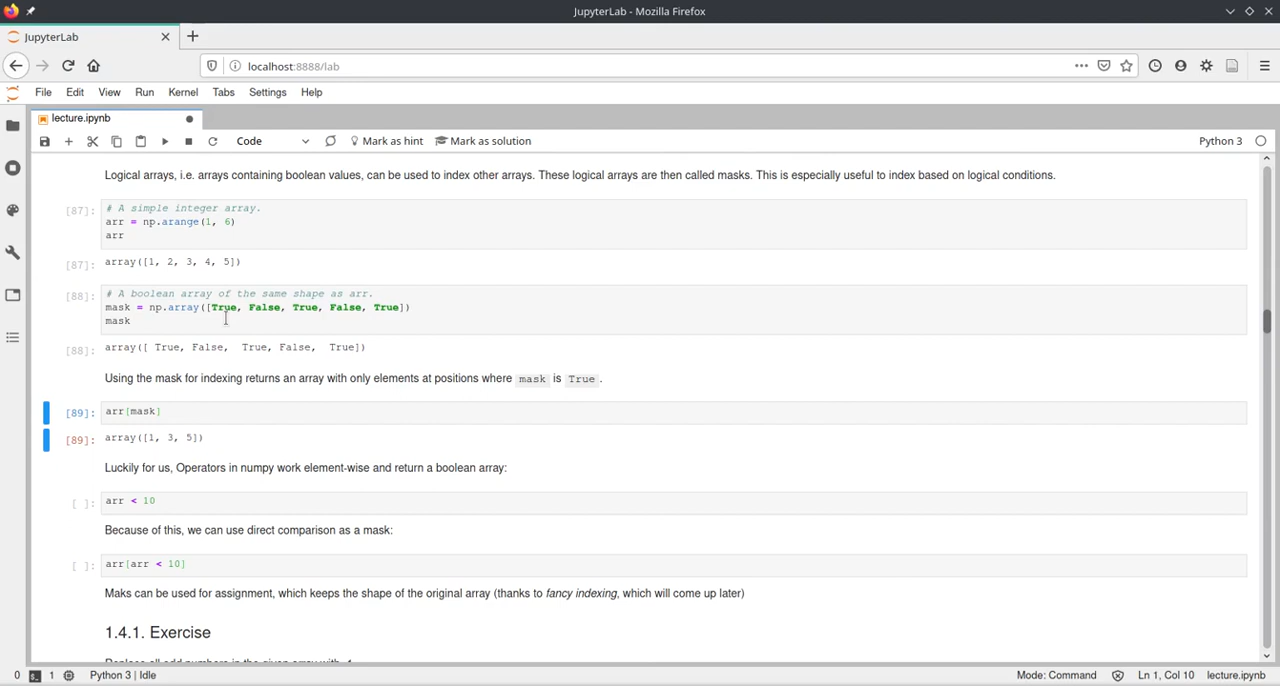 JupyterLab - Mozilla Firefox
JupyterLab
localhost:8888/lab
File Edit View Run Kernel Tabs Settings Help
lecture.ipynb
Code Mark as hint Mark as solution Python 3
Logical arrays, i.e. arrays containing boolean values, can be used to index other arrays. These logical arrays are then called masks. This is especially useful to index based on logical conditions.
[87]: # A simple integer array.
arr = np.arange(1, 6)
arr
[87]: array([1, 2, 3, 4, 5])
[88]: # A boolean array of the same shape as arr.
mask = np.array([True, False, True, False, True])
mask
[88]: array([ True, False,  True, False,  True])
Using the mask for indexing returns an array with only elements at positions where mask is True.
[89]: arr[mask]
[89]: array([1, 3, 5])
Luckily for us, Operators in numpy work element-wise and return a boolean array:
[ ]: arr < 10
Because of this, we can use direct comparison as a mask:
[ ]: arr[arr < 10]
Maks can be used for assignment, which keeps the shape of the original array (thanks to fancy indexing, which will come up later)
1.4.1. Exercise
Replace all odd numbers in the given array with
0 1 Python 3 | Idle Mode: Command Ln 1, Col 10 lecture.ipynb